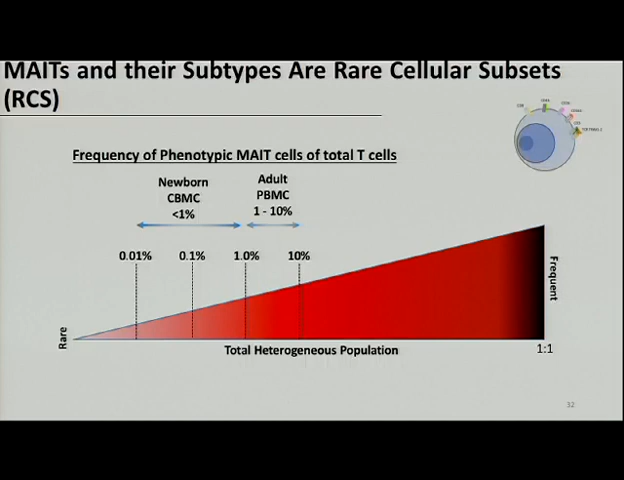 MAITs and their Subtypes Are Rare Cellular Subsets
(RCS)
Frequency of Phenotypic MAIT cells of total T cells
Newborn
CBMC
<1%
Adult
PBMC
1 - 10%
0.01%
0.1%
1.0%
10%
Rare
Frequent
Total Heterogeneous Population
1:1
32